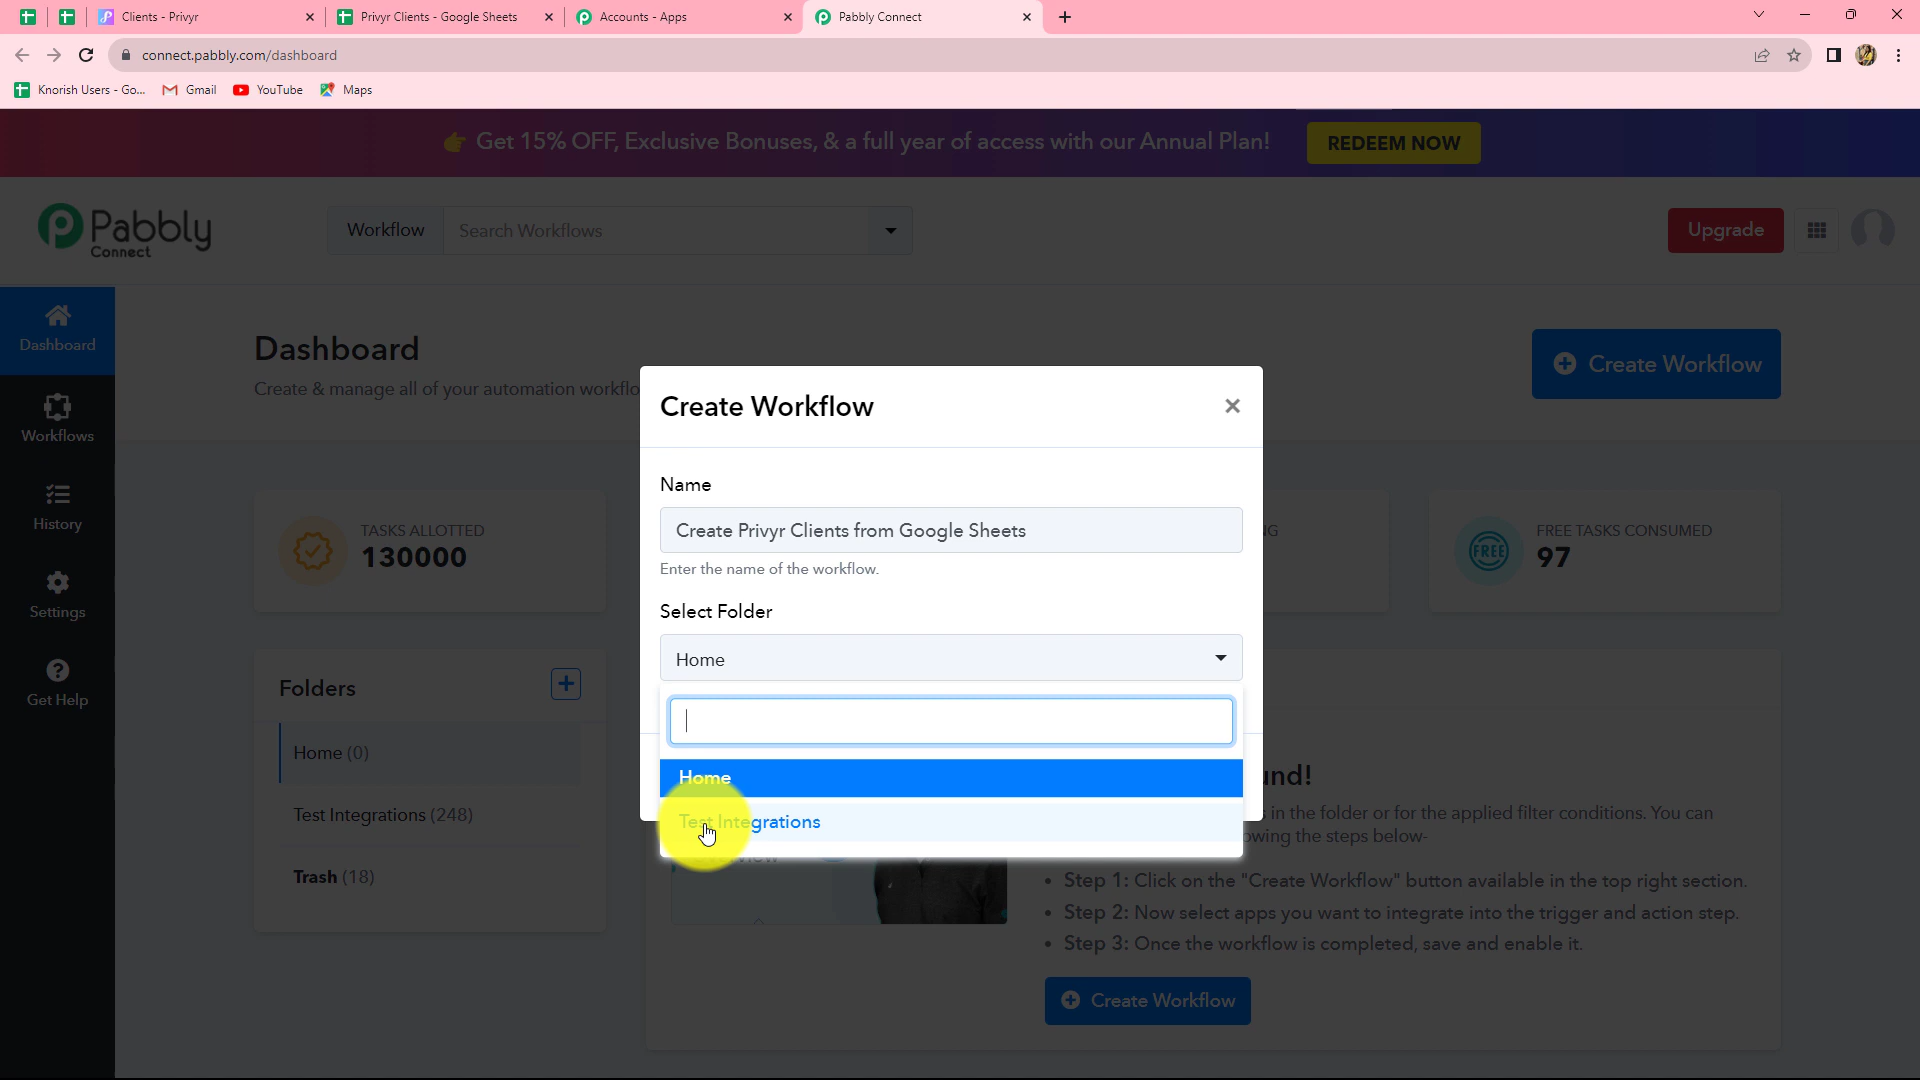 Clients - Privyr
Privyr Clients - Google Sheets
Accounts - Apps
Pabbly Connect
connect.pabbly.com/dashboard
Knorish Users - Go...
Gmail
YouTube
Maps
Get 15% OFF, Exclusive Bonuses, & a full year of access with our Annual Plan!
REDEEM NOW
Pabbly
Connect
Workflow
Search Workflows
Upgrade
Dashboard
Workflows
History
Settings
Get Help
Dashboard
Create & manage all of your automation workflo
Create Workflow
TASKS ALLOTTED
130000
FREE TASKS CONSUMED
FREE
97
Folders
Home (0)
Test Integrations (248)
Trash (18)
Create Workflow
Name
Create Privyr Clients from Google Sheets
Enter the name of the workflow.
Select Folder
Home
Home
Test Integrations
und!
in the folder or for the applied filter conditions. You can
owing the steps below-
Step 1: Click on the "Create Workflow" button available in the top right section.
Step 2: Now select apps you want to integrate into the trigger and action step.
Step 3: Once the workflow is completed, save and enable it.
Create Workflow